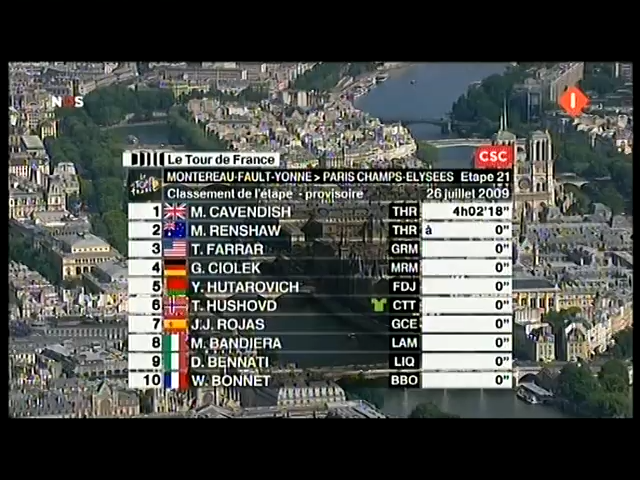 NOS
1
Le Tour de France
CSC
MONTEREAU-FAULT-YONNE > PARIS CHAMPS-ELYSEES Etape 21
Classement de l'étape - provisoire 26 juillet 2009
1 M. CAVENDISH THR 4h02'18"
2 M. RENSHAW THR à 0"
3 T. FARRAR GRM 0"
4 G. CIOLEK MRM 0"
5 Y. HUTAROVICH FDJ 0"
6 T. HUSHOVD CTT 0"
7 J.J. ROJAS GCE 0"
8 M. BANDIERA LAM 0"
9 D. BENNATI LIQ 0"
10 W. BONNET BBO 0"